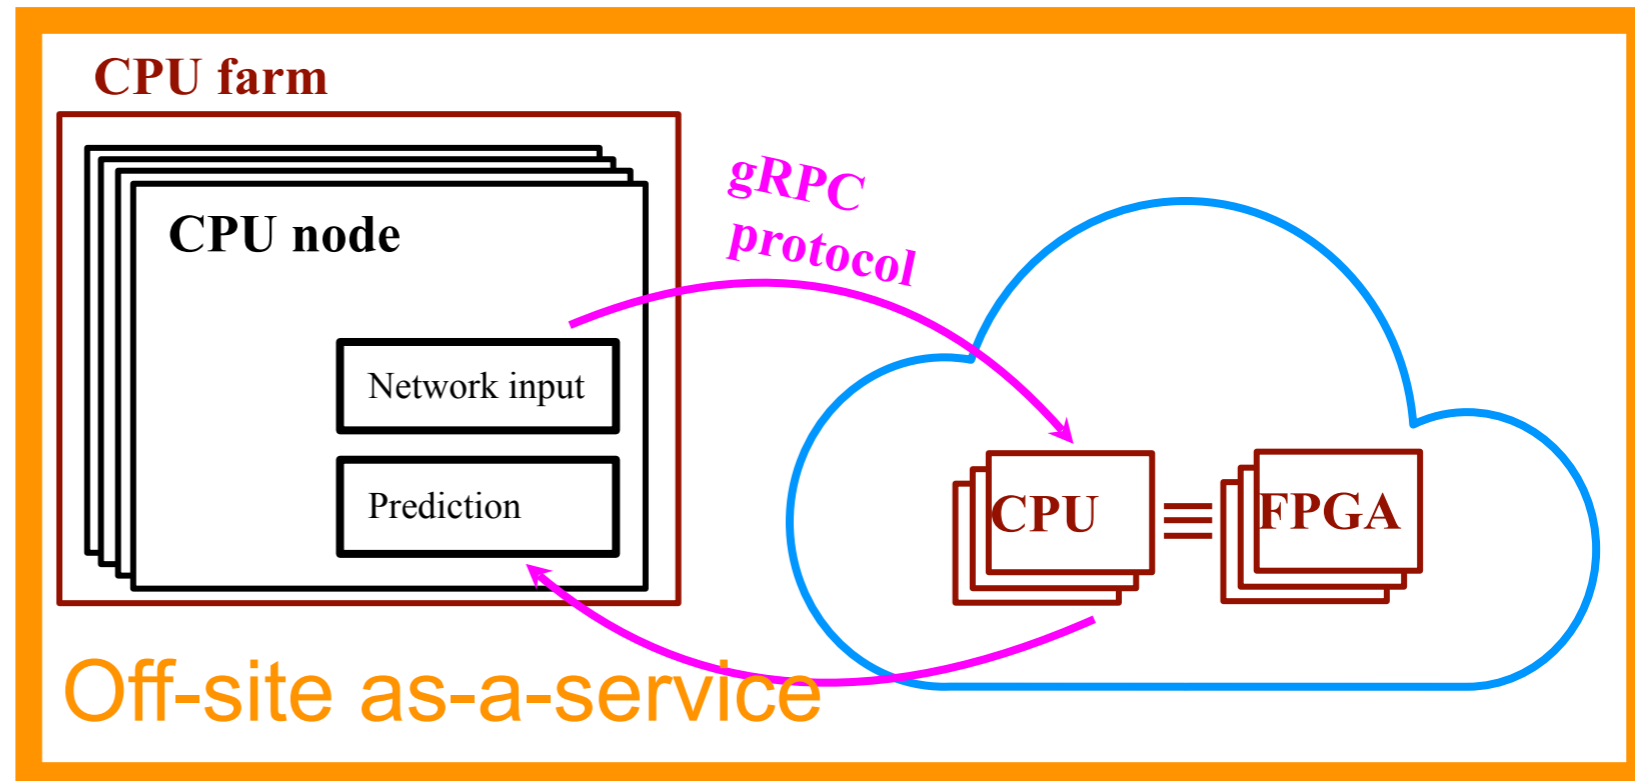 CPU farm
CPU node
gRPC
protocol
Network input
Prediction
CPU
FPGA
Off-site as-a-service